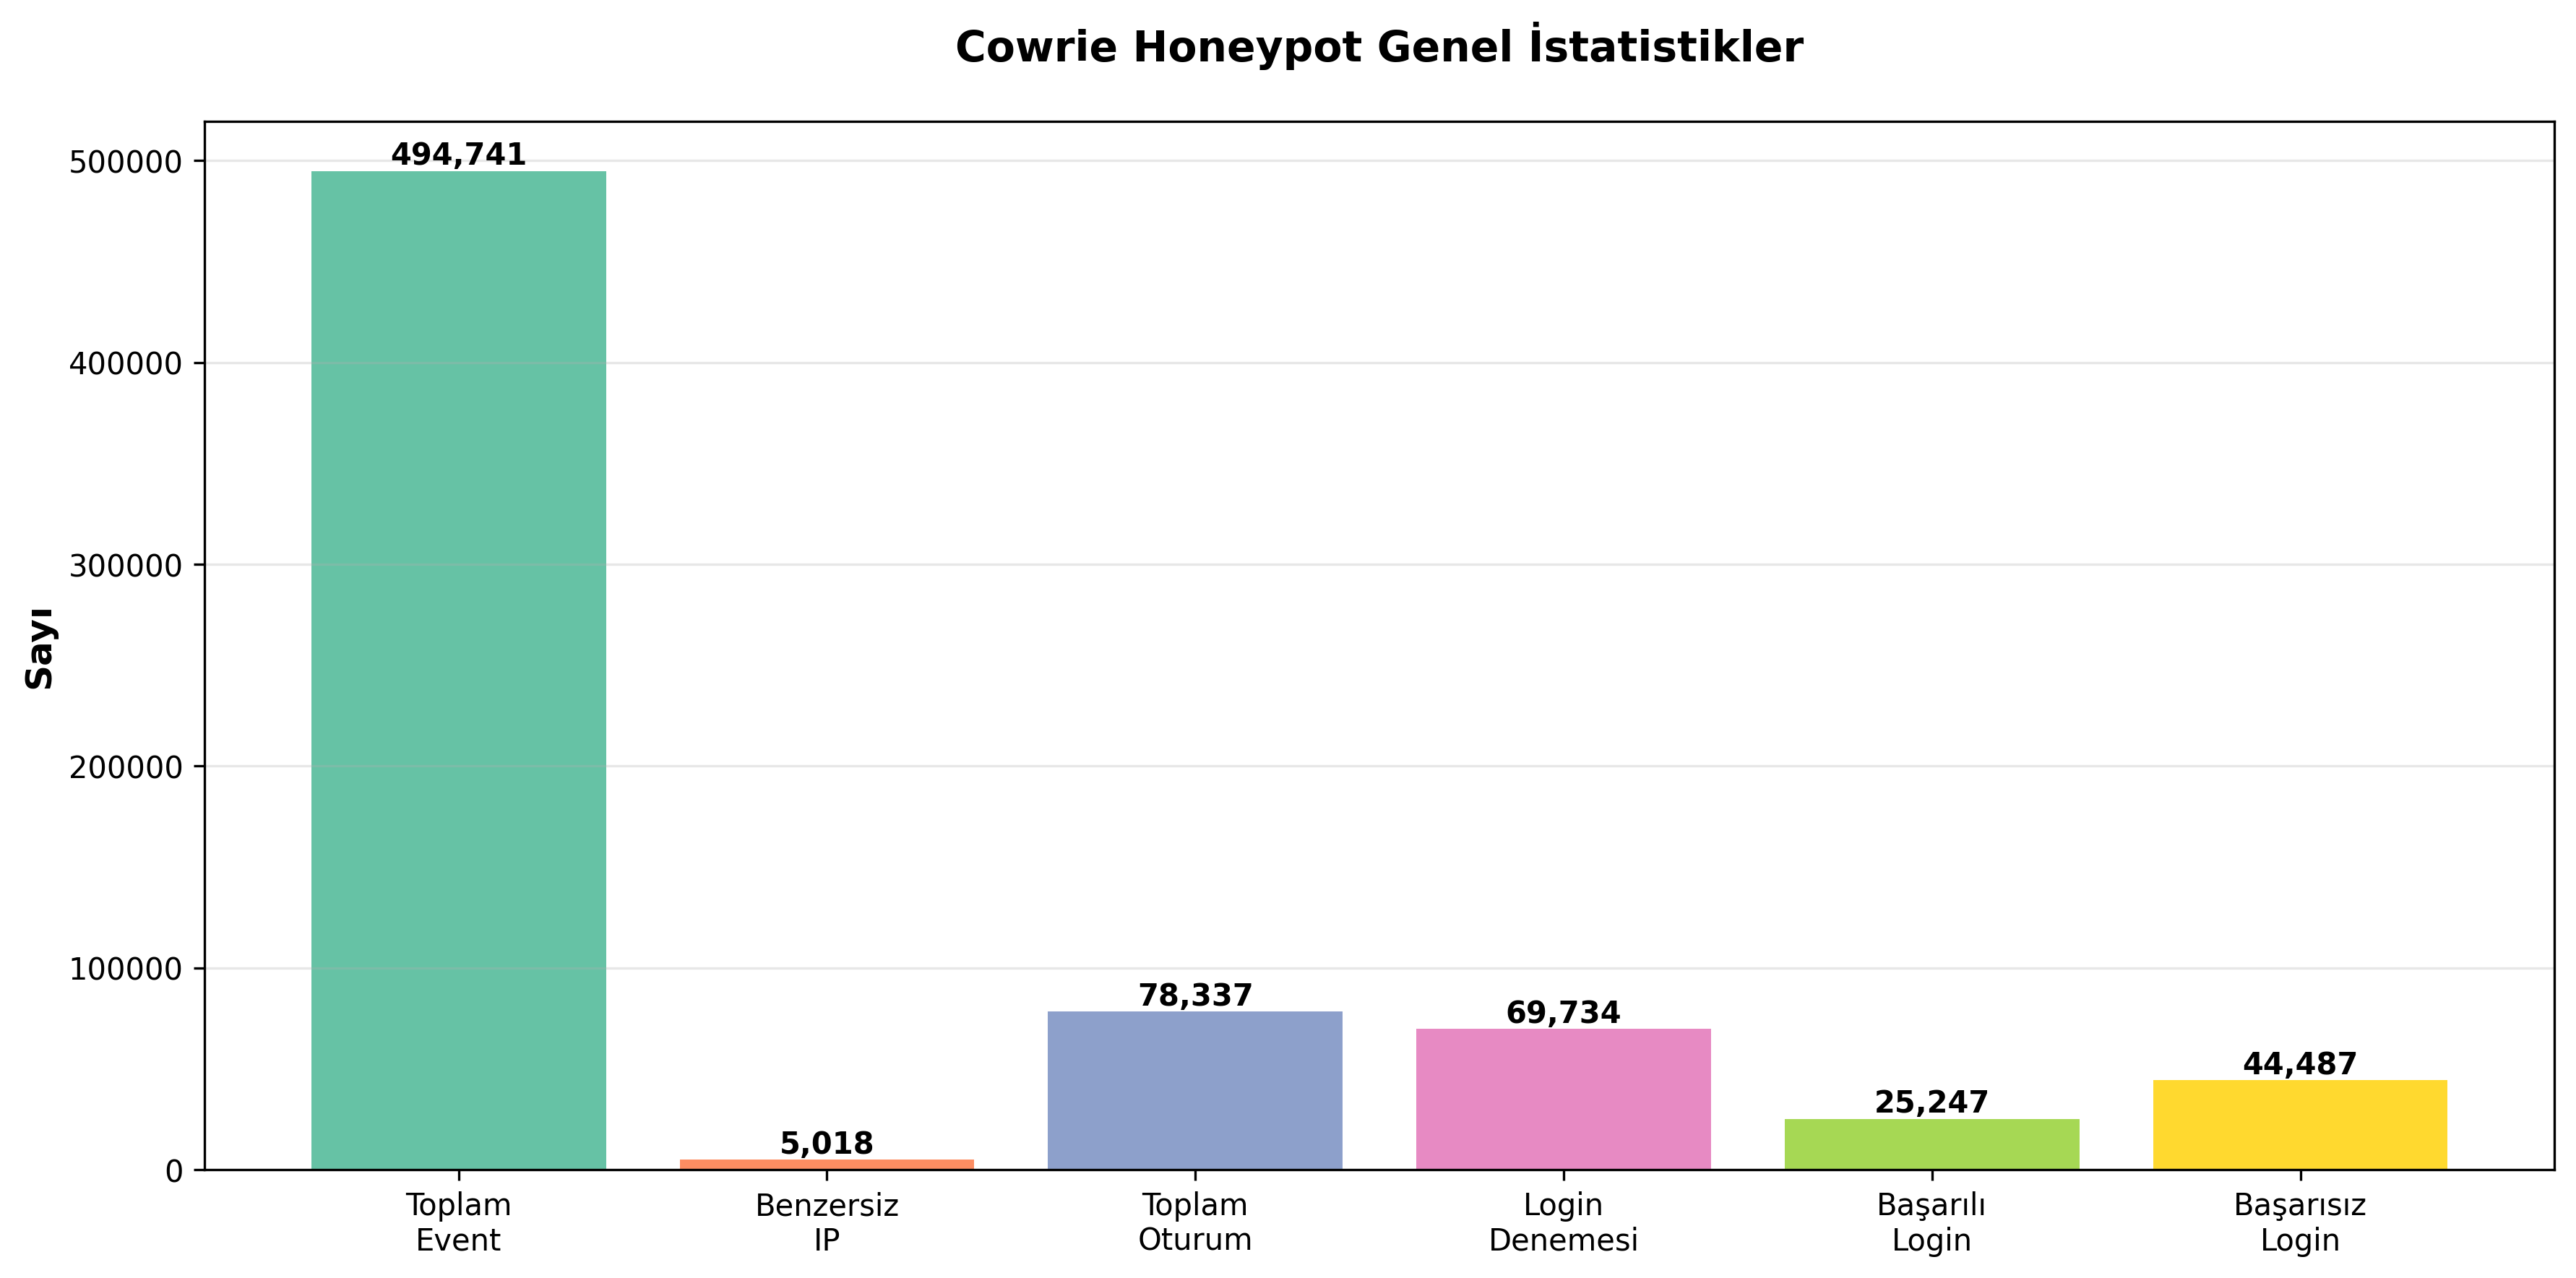 Cowrie Honeypot Genel İstatistikler
Sayı
500000
400000
300000
200000
100000
0
494,741
5,018
78,337
69,734
25,247
44,487
Toplam
Event
Benzersiz
IP
Toplam
Oturum
Login
Denemesi
Başarılı
Login
Başarısız
Login